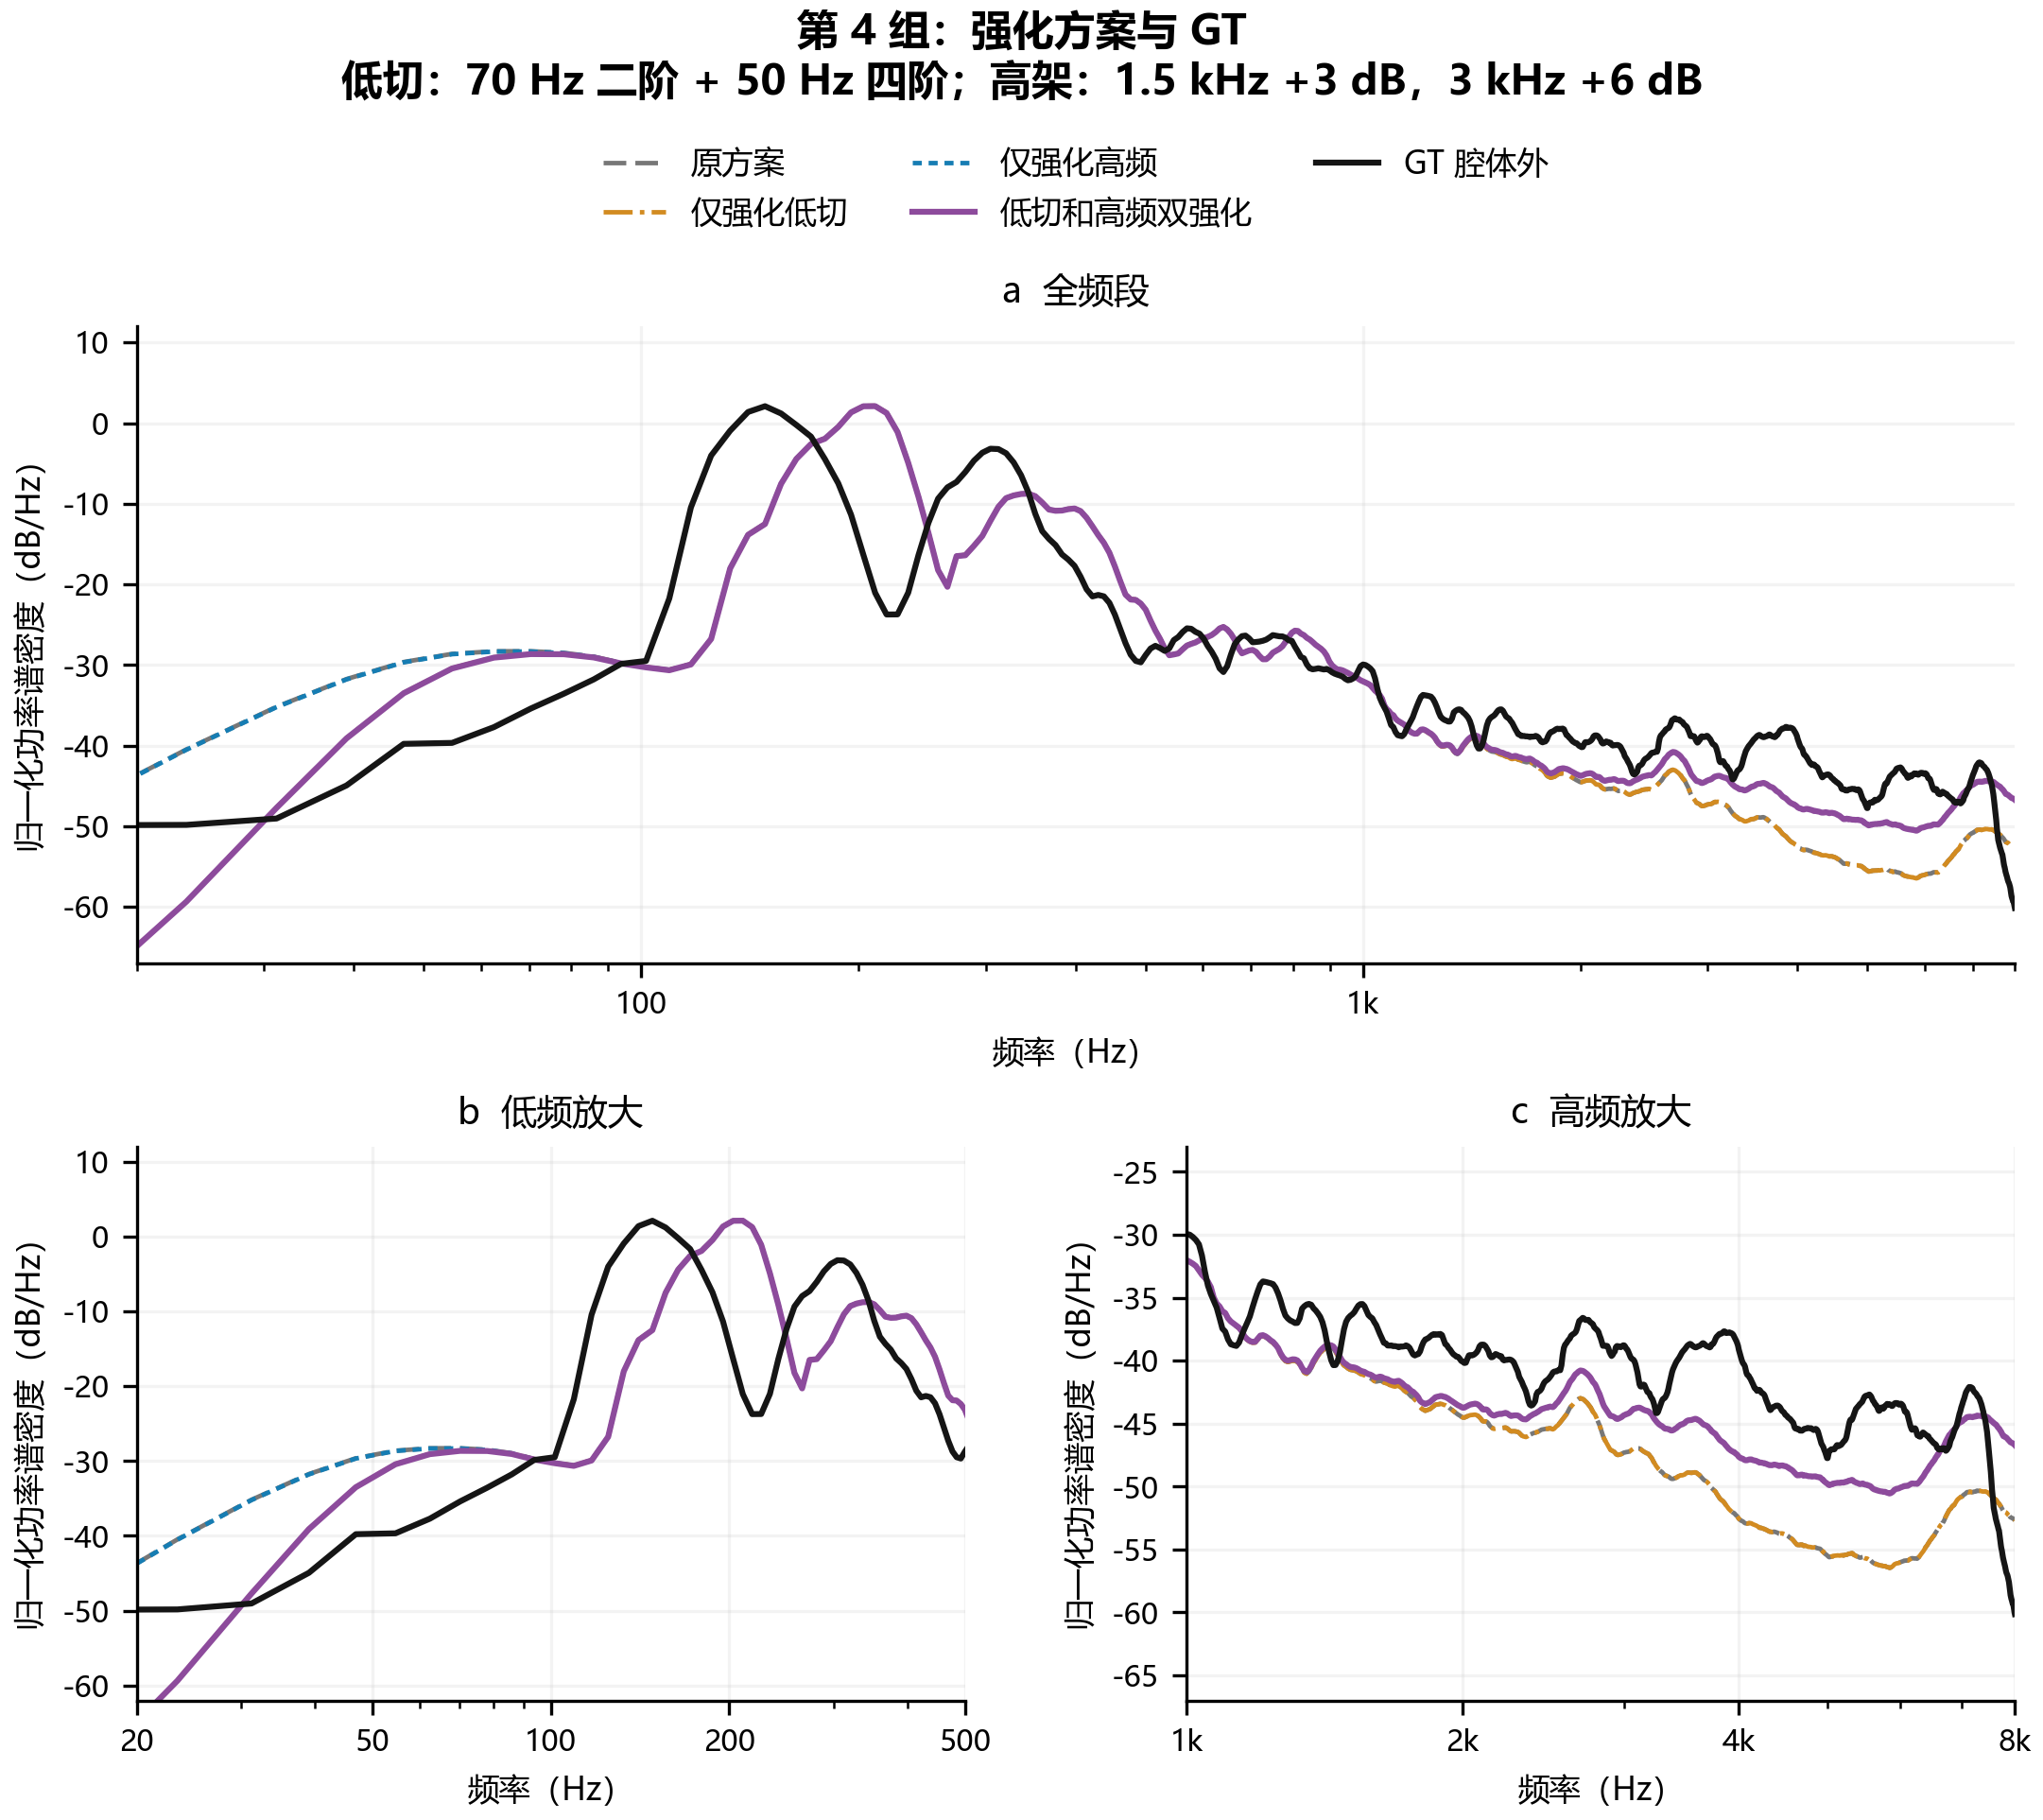 第 4 组：强化方案与 GT
低切：70 Hz 二阶 + 50 Hz 四阶；高架：1.5 kHz +3 dB，3 kHz +6 dB
原方案
仅强化高频
GT 腔体外
仅强化低切
低切和高频双强化
a 全频段
归一化功率谱密度（dB/Hz）
10
0
-10
-20
-30
-40
-50
-60
100
1k
频率（Hz）
b 低频放大
归一化功率谱密度（dB/Hz）
10
0
-10
-20
-30
-40
-50
-60
20
50
100
200
500
频率（Hz）
c 高频放大
归一化功率谱密度（dB/Hz）
-25
-30
-35
-40
-45
-50
-55
-60
-65
1k
2k
4k
8k
频率（Hz）